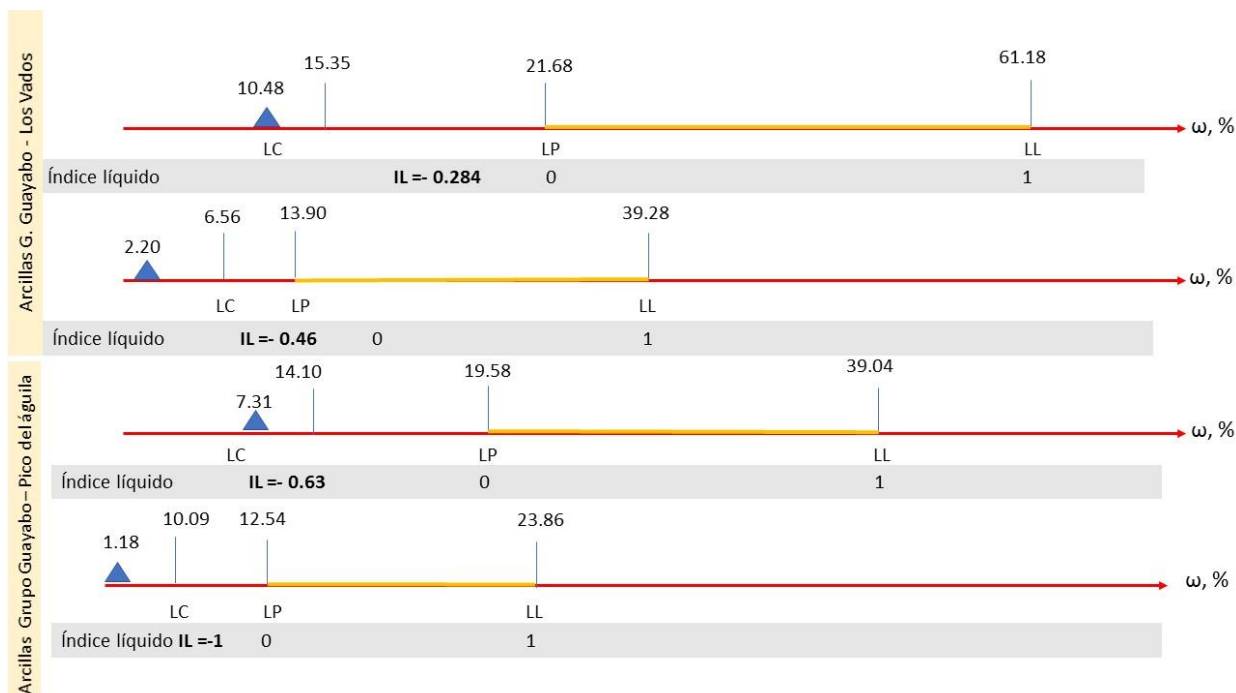 Arcillas G. Guayabo - Los Vados
10.48 15.35 21.68 61.18
ω, %
LC LP LL
Índice líquido IL =- 0.284 0 1
2.20 6.56 13.90 39.28
ω, %
LC LP LL
Índice líquido IL =- 0.46 0 1
Arcillas Grupo Guayabo – Pico del águila
7.31 14.10 19.58 39.04
ω, %
LC LP LL
Índice líquido IL =- 0.63 0 1
1.18 10.09 12.54 23.86
ω, %
LC LP LL
Índice líquido IL =-1 0 1